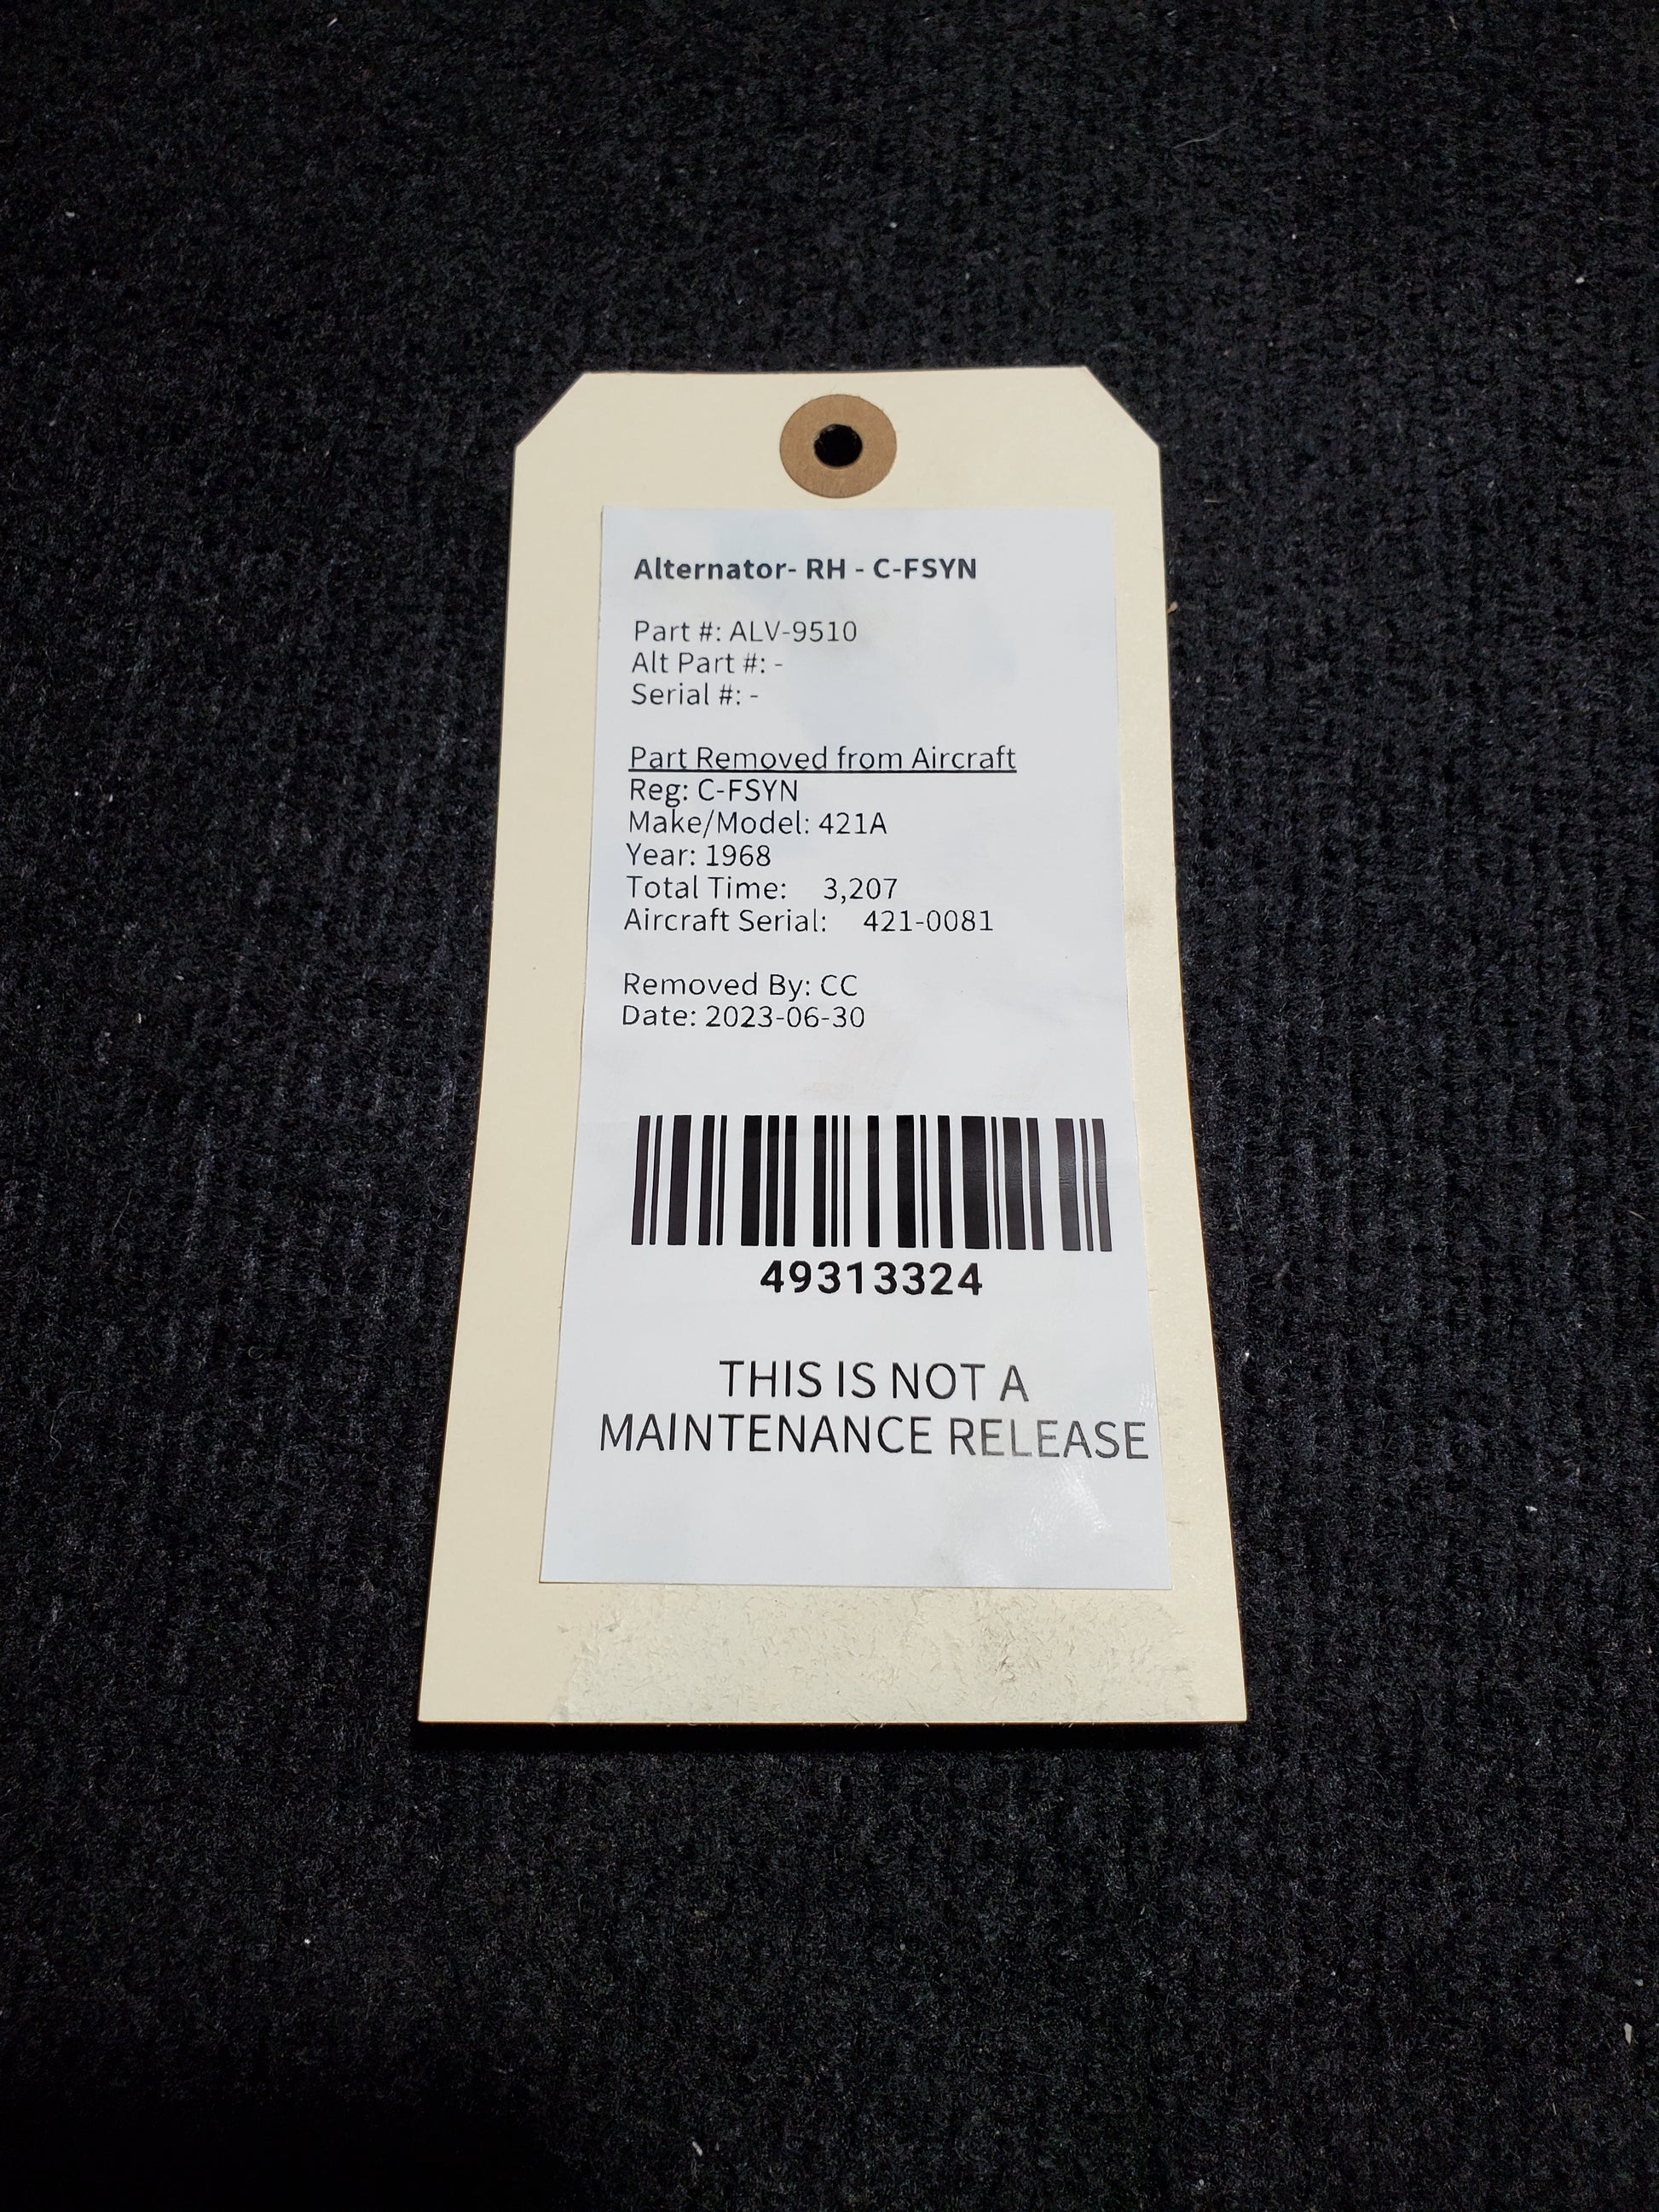 Alternator- RH - C-FSYN
Part #: ALV-9510
Alt Part #: -
Serial #: -
Part Removed from Aircraft
Reg: C-FSYN
Make/Model: 421A
Year: 1968
Total Time: 3,207
Aircraft Serial: 421-0081
Removed By: CC
Date: 2023-06-30
49313324
THIS IS NOT A
MAINTENANCE RELEASE